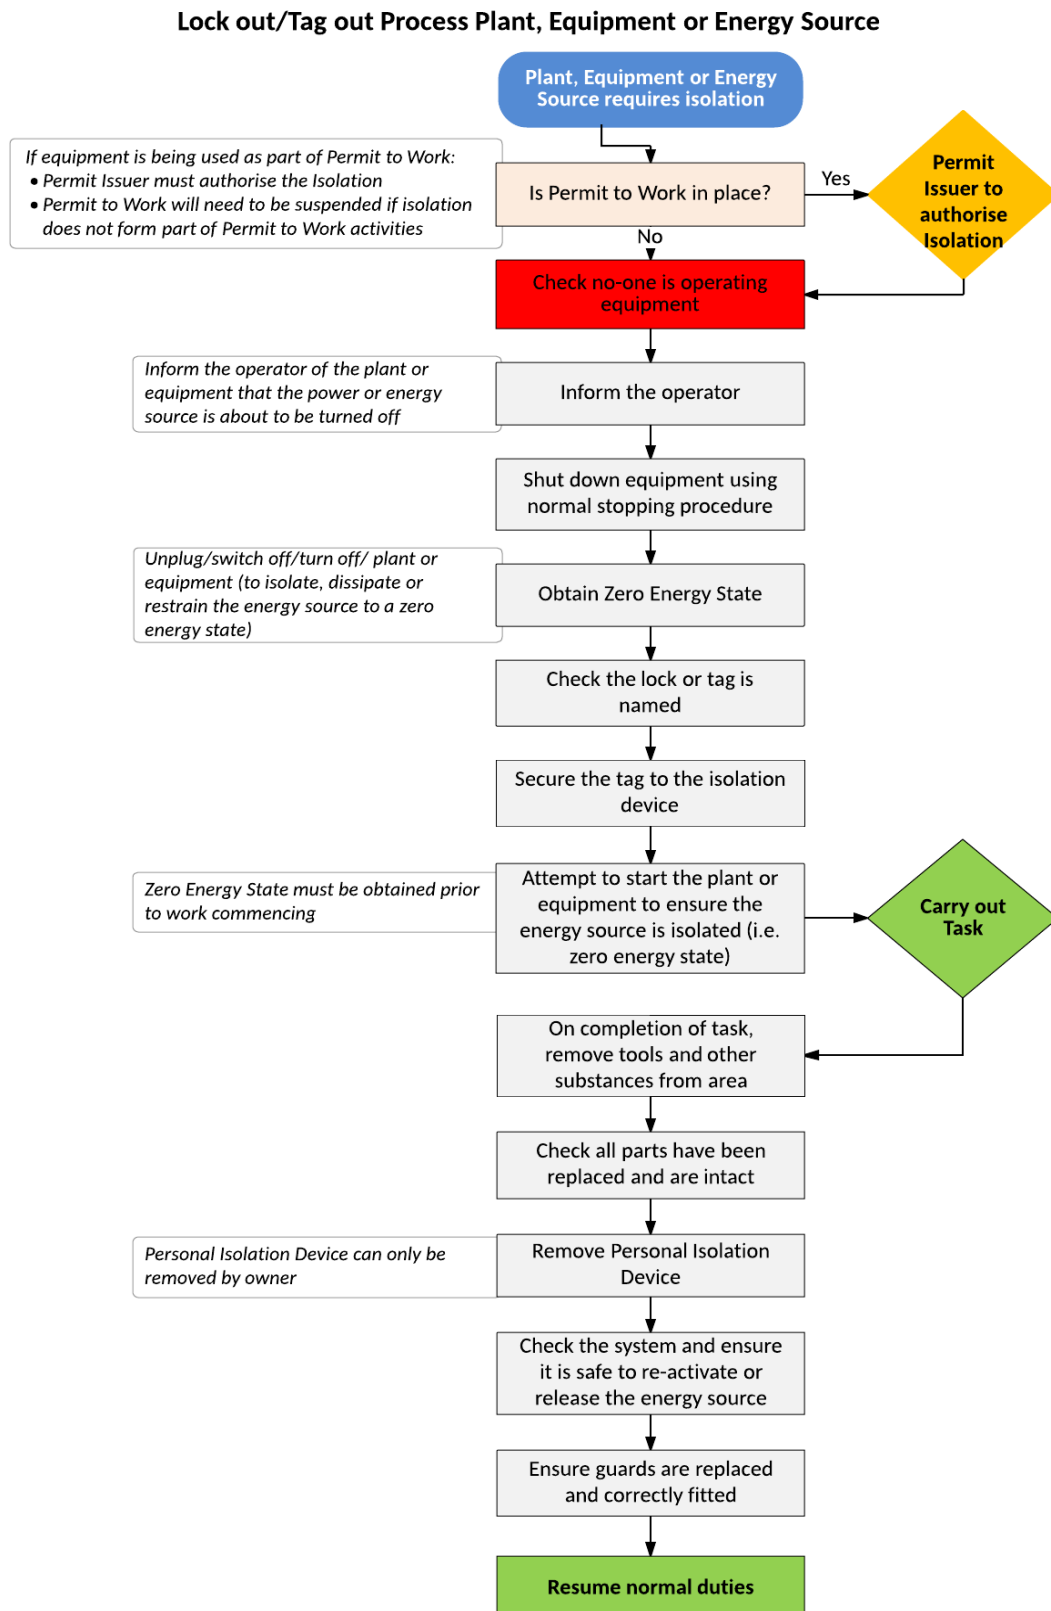 Lock out/Tag out Process Plant, Equipment or Energy Source
Plant, Equipment or Energy
Source requires isolation
If equipment is being used as part of Permit to Work:
• Permit Issuer must authorise the Isolation
• Permit to Work will need to be suspended if isolation
does not form part of Permit to Work activities
Is Permit to Work in place?
Yes
Permit
Issuer to
authorise
Isolation
No
Check no-one is operating
equipment
Inform the operator of the plant or
equipment that the power or energy
source is about to be turned off
Inform the operator
Shut down equipment using
normal stopping procedure
Unplug/switch off/turn off/ plant or
equipment (to isolate, dissipate or
restrain the energy source to a zero
energy state)
Obtain Zero Energy State
Check the lock or tag is
named
Secure the tag to the isolation
device
Zero Energy State must be obtained prior
to work commencing
Attempt to start the plant or
equipment to ensure the
energy source is isolated (i.e.
zero energy state)
Carry out
Task
On completion of task,
remove tools and other
substances from area
Check all parts have been
replaced and are intact
Personal Isolation Device can only be
removed by owner
Remove Personal Isolation
Device
Check the system and ensure
it is safe to re-activate or
release the energy source
Ensure guards are replaced
and correctly fitted
Resume normal duties